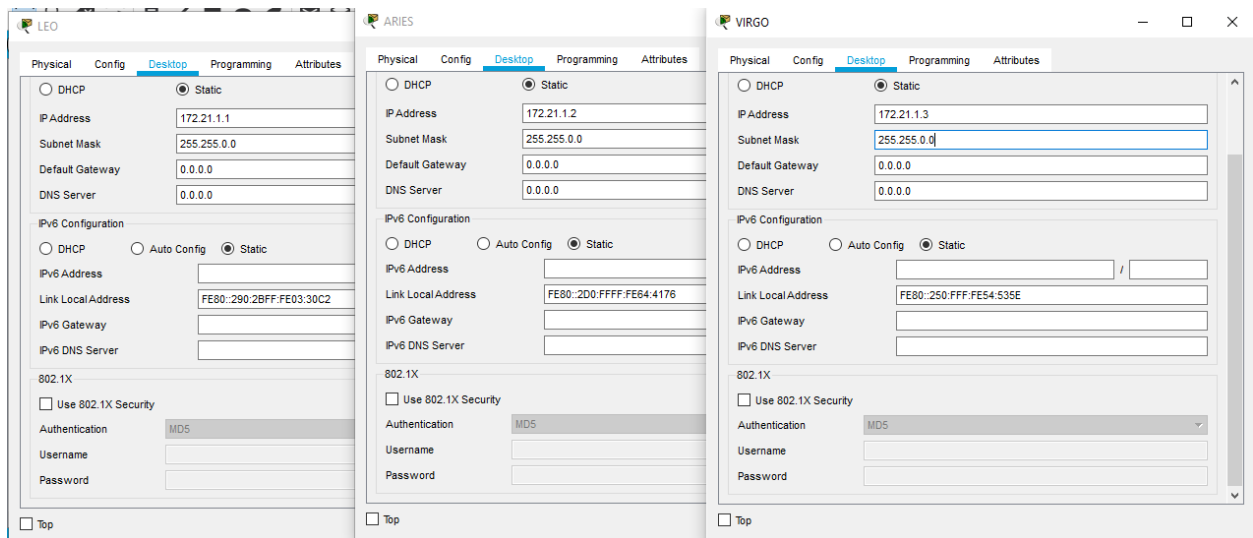 LEO
Physical Config Desktop Programming Attributes
DHCP Static
IP Address 172.21.1.1
Subnet Mask 255.255.0.0
Default Gateway 0.0.0.0
DNS Server 0.0.0.0
IPv6 Configuration
DHCP Auto Config Static
IPv6 Address
Link Local Address FE80::290:2BFF:FE03:30C2
IPv6 Gateway
IPv6 DNS Server
802.1X
Use 802.1X Security
Authentication MD5
Username
Password
Top
ARIES
Physical Config Desktop Programming Attributes
DHCP Static
IP Address 172.21.1.2
Subnet Mask 255.255.0.0
Default Gateway 0.0.0.0
DNS Server 0.0.0.0
IPv6 Configuration
DHCP Auto Config Static
IPv6 Address
Link Local Address FE80::2D0:FFFF:FE64:4176
IPv6 Gateway
IPv6 DNS Server
802.1X
Use 802.1X Security
Authentication MD5
Username
Password
Top
VIRGO
Physical Config Desktop Programming Attributes
DHCP Static
IP Address 172.21.1.3
Subnet Mask 255.255.0.0
Default Gateway 0.0.0.0
DNS Server 0.0.0.0
IPv6 Configuration
DHCP Auto Config Static
IPv6 Address /
Link Local Address FE80::250:FFF:FE54:535E
IPv6 Gateway
IPv6 DNS Server
802.1X
Use 802.1X Security
Authentication MD5
Username
Password
Top